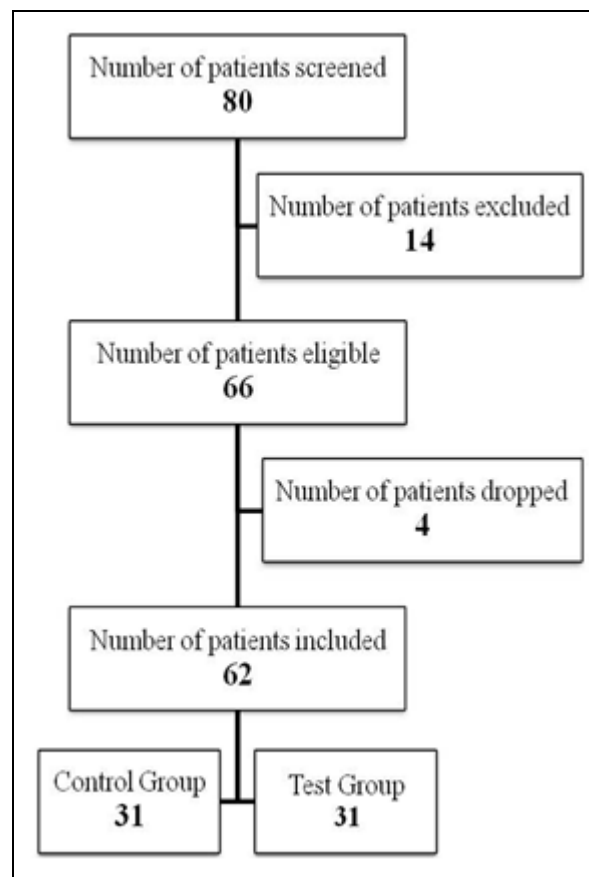 Number of patients screened
80
Number of patients excluded
14
Number of patients eligible
66
Number of patients dropped
4
Number of patients included
62
Control Group
31
Test Group
31